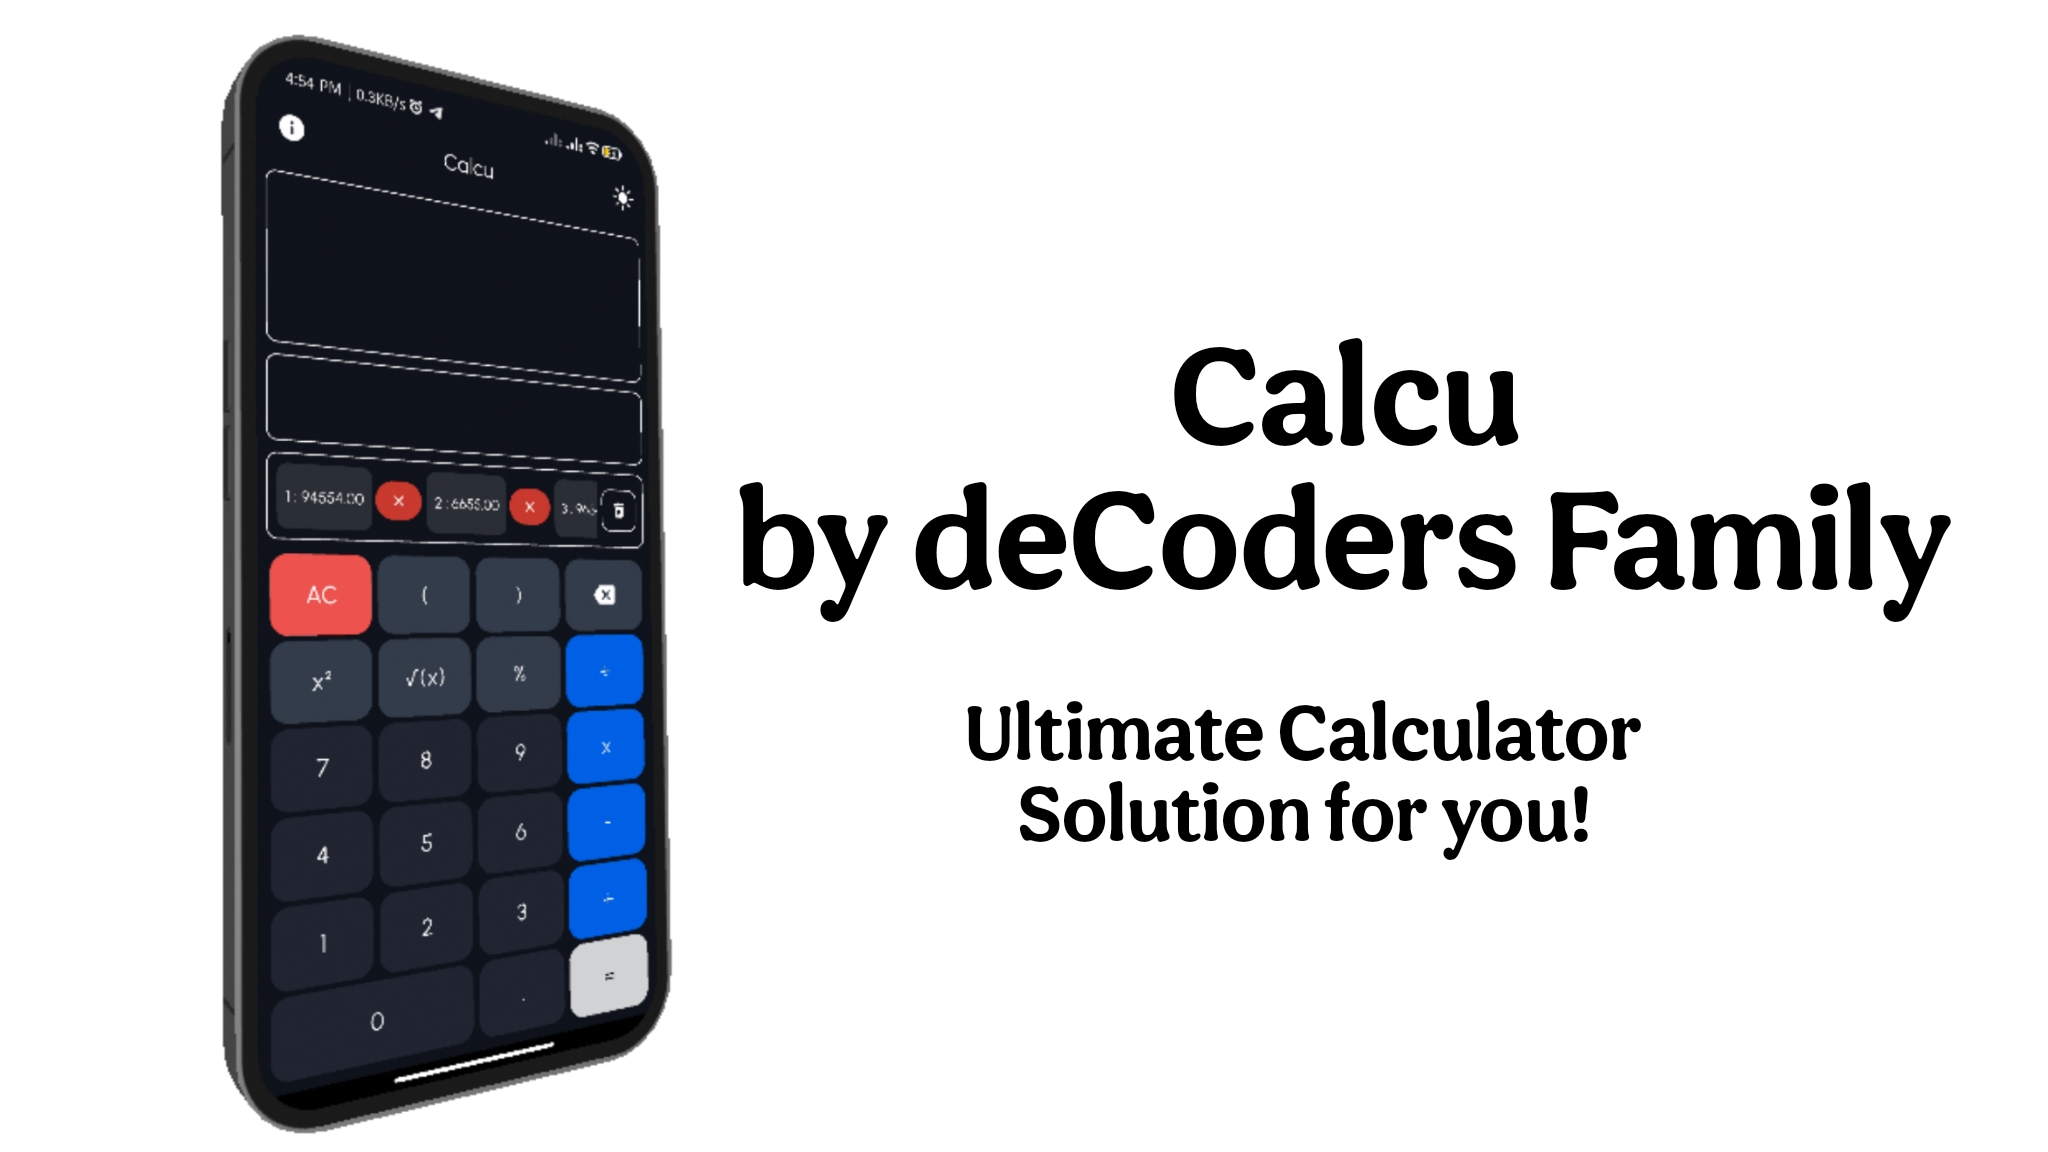 4:54 PM | 0.3KB/s
Calcu
1: 94554.00 × 2: 6655.00 ×
AC ( )
x² √(x) % ÷
7 8 9 x
4 5 6 -
1 2 3 +
0 . =
Calcu
by deCoders Family
Ultimate Calculator
Solution for you!